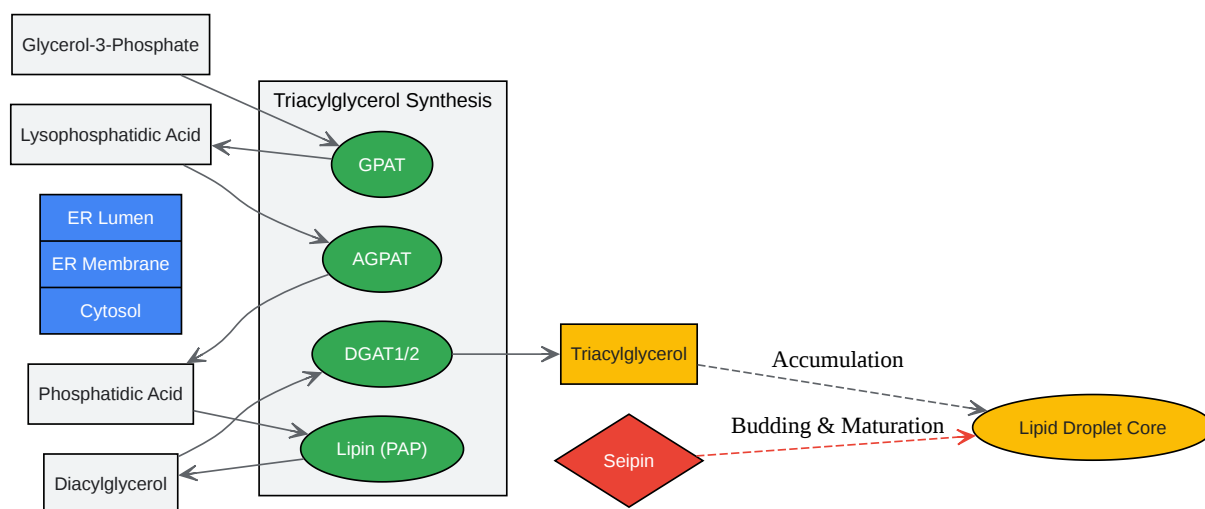 Glycerol-3-Phosphate
Triacylglycerol Synthesis
Lysophosphatidic Acid
GPAT
ER Lumen
ER Membrane
Cytosol
AGPAT
DGAT1/2
Triacylglycerol
Accumulation
Phosphatidic Acid
Lipin (PAP)
Budding & Maturation
Lipid Droplet Core
Seipin
Diacylglycerol